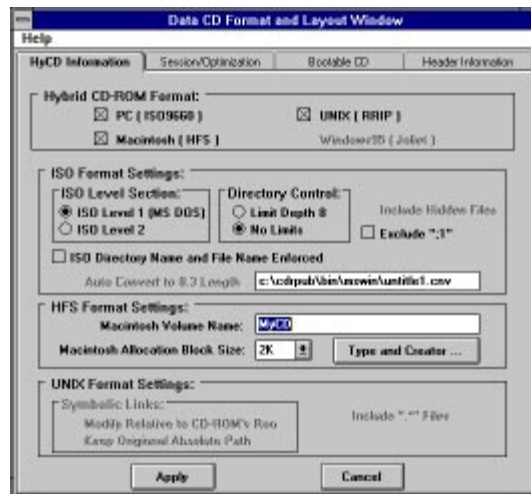 Data CD Format and Layout Window
Help
HyCD Information Session/Optimization Bootable CD Header Information
Hybrid CD-ROM Format:
PC ( ISO9660 ) UNIX ( RRIP )
Macintosh ( HFS ) Windows95 ( Joliet )
ISO Format Settings:
ISO Level Section: Directory Control:
ISO Level 1 (MS DOS) Limit Depth 8 Include Hidden Files
ISO Level 2 No Limits Exclude ";1"
ISO Directory Name and File Name Enforced
Auto Convert to 8.3 Length c:\cdrpub\bin\mcwin\untitle1.cnv
HFS Format Settings:
Macintosh Volume Name: MyCD
Macintosh Allocation Block Size: 2K Type and Creator ...
UNIX Format Settings:
Symbolic Links:
Modify Relative to CD-ROM's Roo Include ".*" Files
Keep Original Absolute Path
Apply Cancel